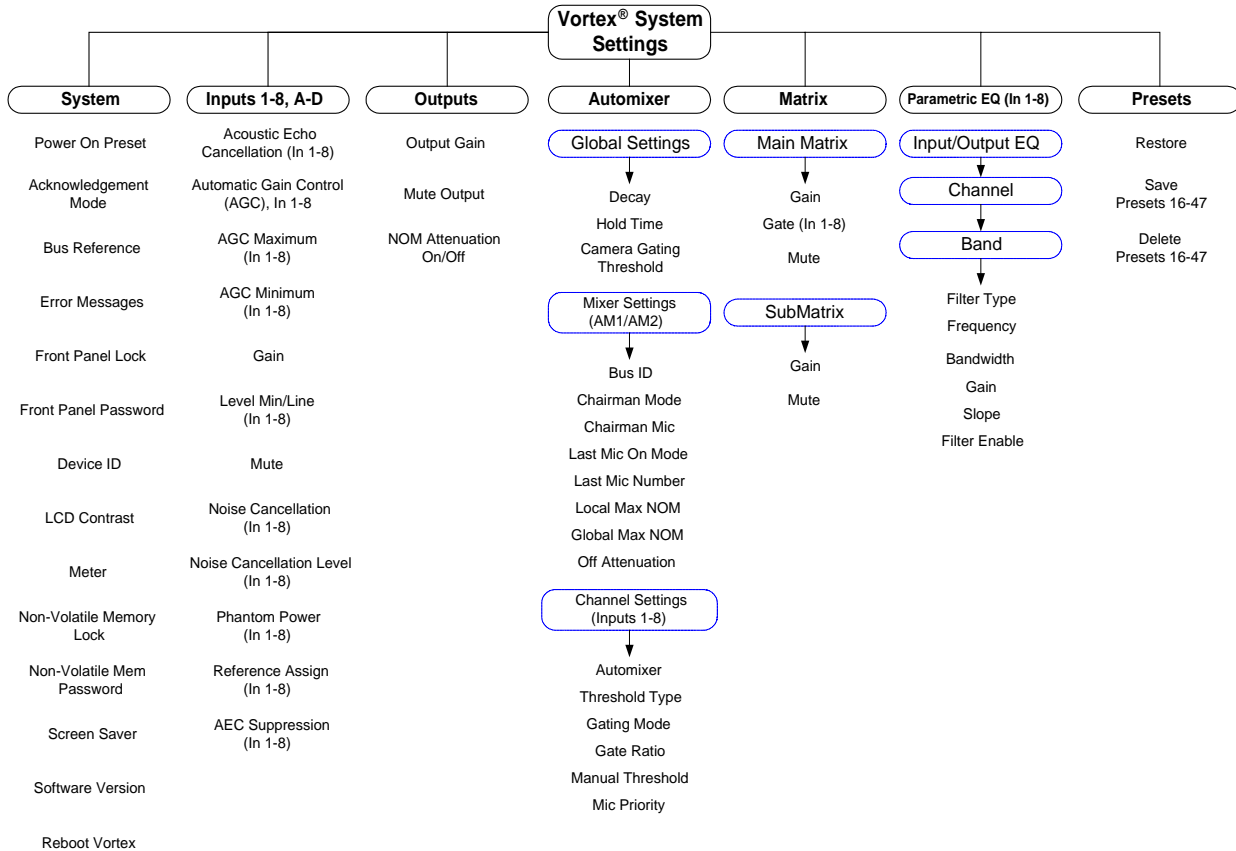 Vortex® System
Settings
System
Power On Preset
Acknowledgement
Mode
Bus Reference
Error Messages
Front Panel Lock
Front Panel Password
Device ID
LCD Contrast
Meter
Non-Volatile Memory
Lock
Non-Volatile Mem
Password
Screen Saver
Software Version
Reboot Vortex
Inputs 1-8, A-D
Acoustic Echo
Cancellation (In 1-8)
Automatic Gain Control
(AGC), In 1-8
AGC Maximum
(In 1-8)
AGC Minimum
(In 1-8)
Gain
Level Min/Line
(In 1-8)
Mute
Noise Cancellation
(In 1-8)
Noise Cancellation Level
(In 1-8)
Phantom Power
(In 1-8)
Reference Assign
(In 1-8)
AEC Suppression
(In 1-8)
Outputs
Output Gain
Mute Output
NOM Attenuation
On/Off
Automixer
Global Settings
Decay
Hold Time
Camera Gating
Threshold
Mixer Settings
(AM1/AM2)
Bus ID
Chairman Mode
Chairman Mic
Last Mic On Mode
Last Mic Number
Local Max NOM
Global Max NOM
Off Attenuation
Channel Settings
(Inputs 1-8)
Automixer
Threshold Type
Gating Mode
Gate Ratio
Manual Threshold
Mic Priority
Matrix
Main Matrix
Gain
Gate (In 1-8)
Mute
SubMatrix
Gain
Mute
Parametric EQ (In 1-8)
Input/Output EQ
Channel
Band
Filter Type
Frequency
Bandwidth
Gain
Slope
Filter Enable
Presets
Restore
Save
Presets 16-47
Delete
Presets 16-47